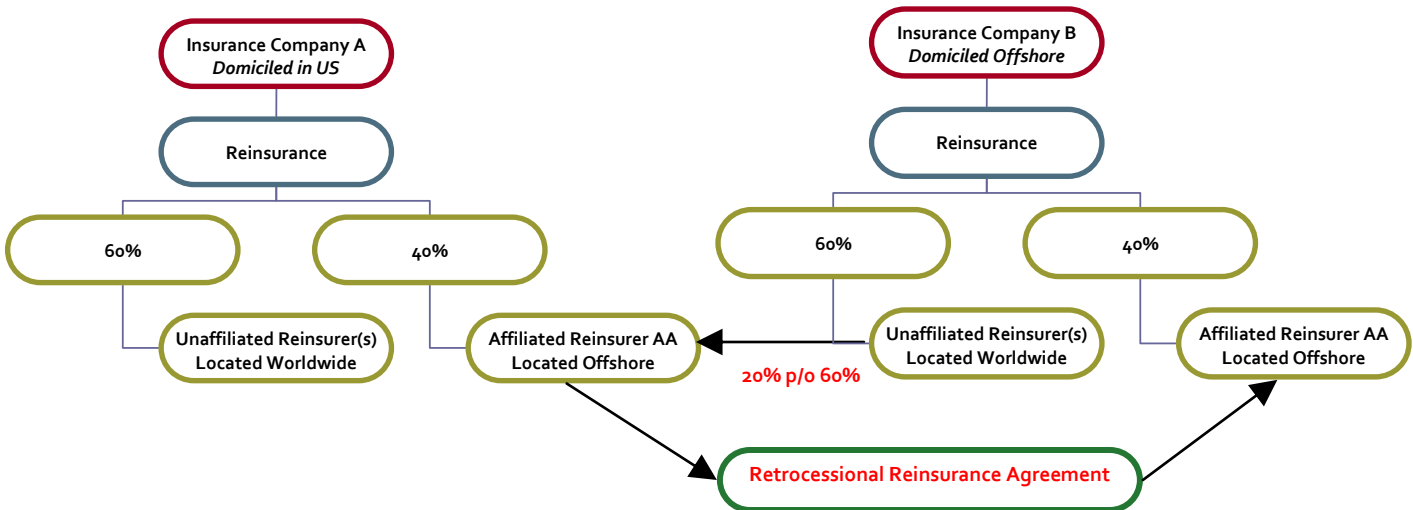 Insurance Company A
Domiciled in US
Reinsurance
60%
40%
Unaffiliated Reinsurer(s)
Located Worldwide
Affiliated Reinsurer AA
Located Offshore
Insurance Company B
Domiciled Offshore
Reinsurance
60%
40%
Unaffiliated Reinsurer(s)
Located Worldwide
Affiliated Reinsurer AA
Located Offshore
20% p/o 60%
Retrocessional Reinsurance Agreement